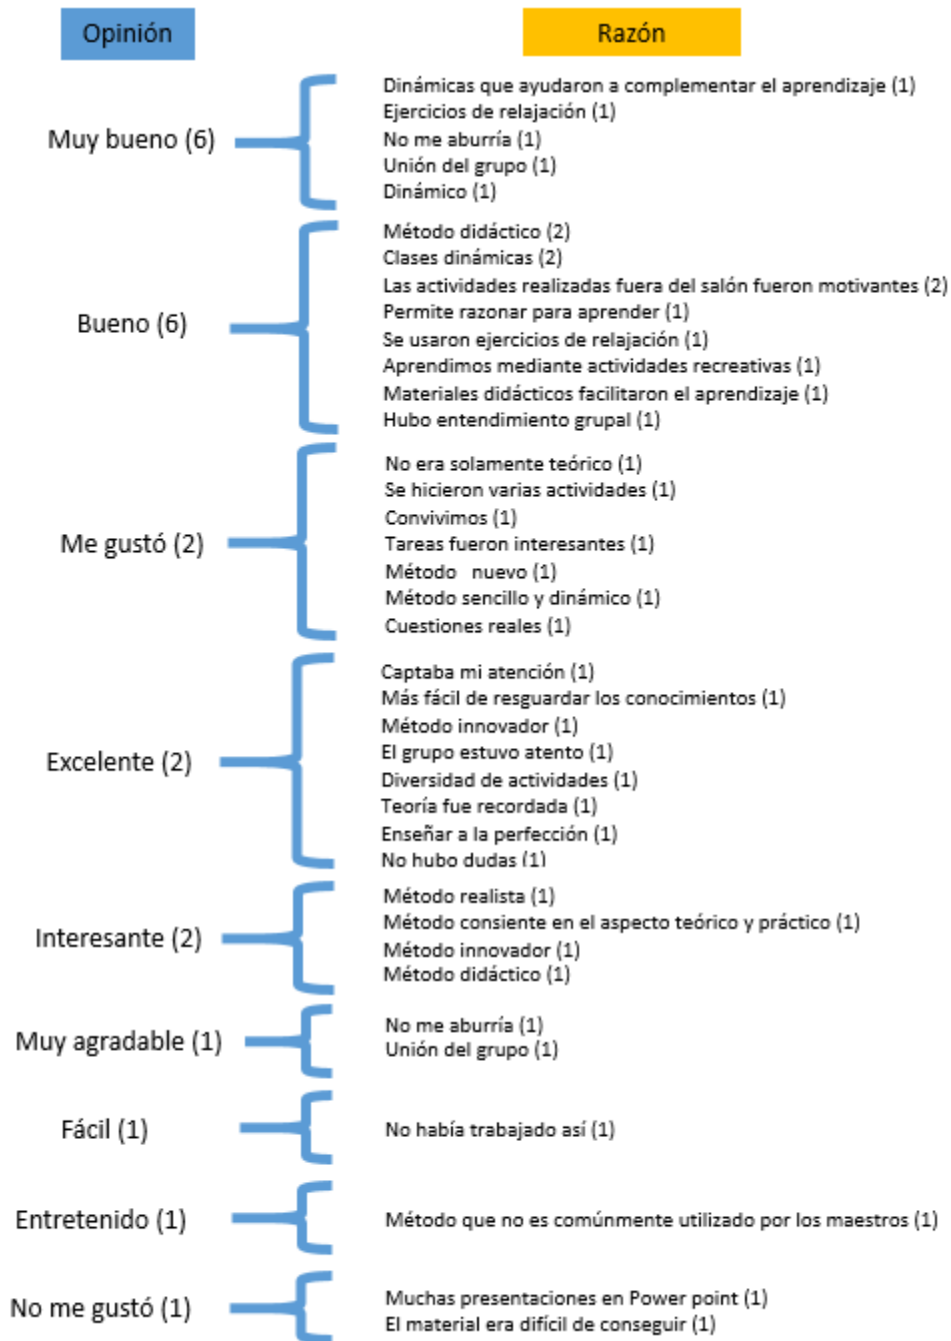 Opinión
Razón
Muy bueno (6)
Dinámicas que ayudaron a complementar el aprendizaje (1)
Ejercicios de relajación (1)
No me aburría (1)
Unión del grupo (1)
Dinámico (1)
Bueno (6)
Método didáctico (2)
Clases dinámicas (2)
Las actividades realizadas fuera del salón fueron motivantes (2)
Permite razonar para aprender (1)
Se usaron ejercicios de relajación (1)
Aprendimos mediante actividades recreativas (1)
Materiales didácticos facilitaron el aprendizaje (1)
Hubo entendimiento grupal (1)
Me gustó (2)
No era solamente teórico (1)
Se hicieron varias actividades (1)
Convivimos (1)
Tareas fueron interesantes (1)
Método nuevo (1)
Método sencillo y dinámico (1)
Cuestiones reales (1)
Excelente (2)
Captaba mi atención (1)
Más fácil de resguardar los conocimientos (1)
Método innovador (1)
El grupo estuvo atento (1)
Diversidad de actividades (1)
Teoría fue recordada (1)
Enseñar a la perfección (1)
No hubo dudas (1)
Interesante (2)
Método realista (1)
Método consiente en el aspecto teórico y práctico (1)
Método innovador (1)
Método didáctico (1)
Muy agradable (1)
No me aburría (1)
Unión del grupo (1)
Fácil (1)
No había trabajado así (1)
Entretenido (1)
Método que no es comúnmente utilizado por los maestros (1)
No me gustó (1)
Muchas presentaciones en Power point (1)
El material era difícil de conseguir (1)